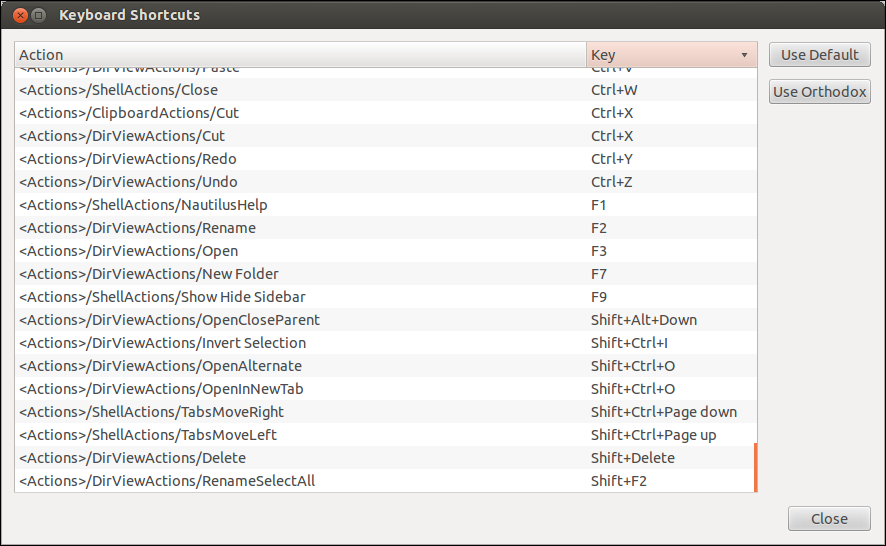 Keyboard Shortcuts
Action Key
Use Default
<Actions>/DirViewActions/Paste Ctrl+V
<Actions>/ShellActions/Close Ctrl+W
Use Orthodox
<Actions>/ClipboardActions/Cut Ctrl+X
<Actions>/DirViewActions/Cut Ctrl+X
<Actions>/DirViewActions/Redo Ctrl+Y
<Actions>/DirViewActions/Undo Ctrl+Z
<Actions>/ShellActions/NautilusHelp F1
<Actions>/DirViewActions/Rename F2
<Actions>/DirViewActions/Open F3
<Actions>/DirViewActions/New Folder F7
<Actions>/ShellActions/Show Hide Sidebar F9
<Actions>/DirViewActions/OpenCloseParent Shift+Alt+Down
<Actions>/DirViewActions/Invert Selection Shift+Ctrl+I
<Actions>/DirViewActions/OpenAlternate Shift+Ctrl+O
<Actions>/DirViewActions/OpenInNewTab Shift+Ctrl+O
<Actions>/ShellActions/TabsMoveRight Shift+Ctrl+Page down
<Actions>/ShellActions/TabsMoveLeft Shift+Ctrl+Page up
<Actions>/DirViewActions/Delete Shift+Delete
<Actions>/DirViewActions/RenameSelectAll Shift+F2
Close